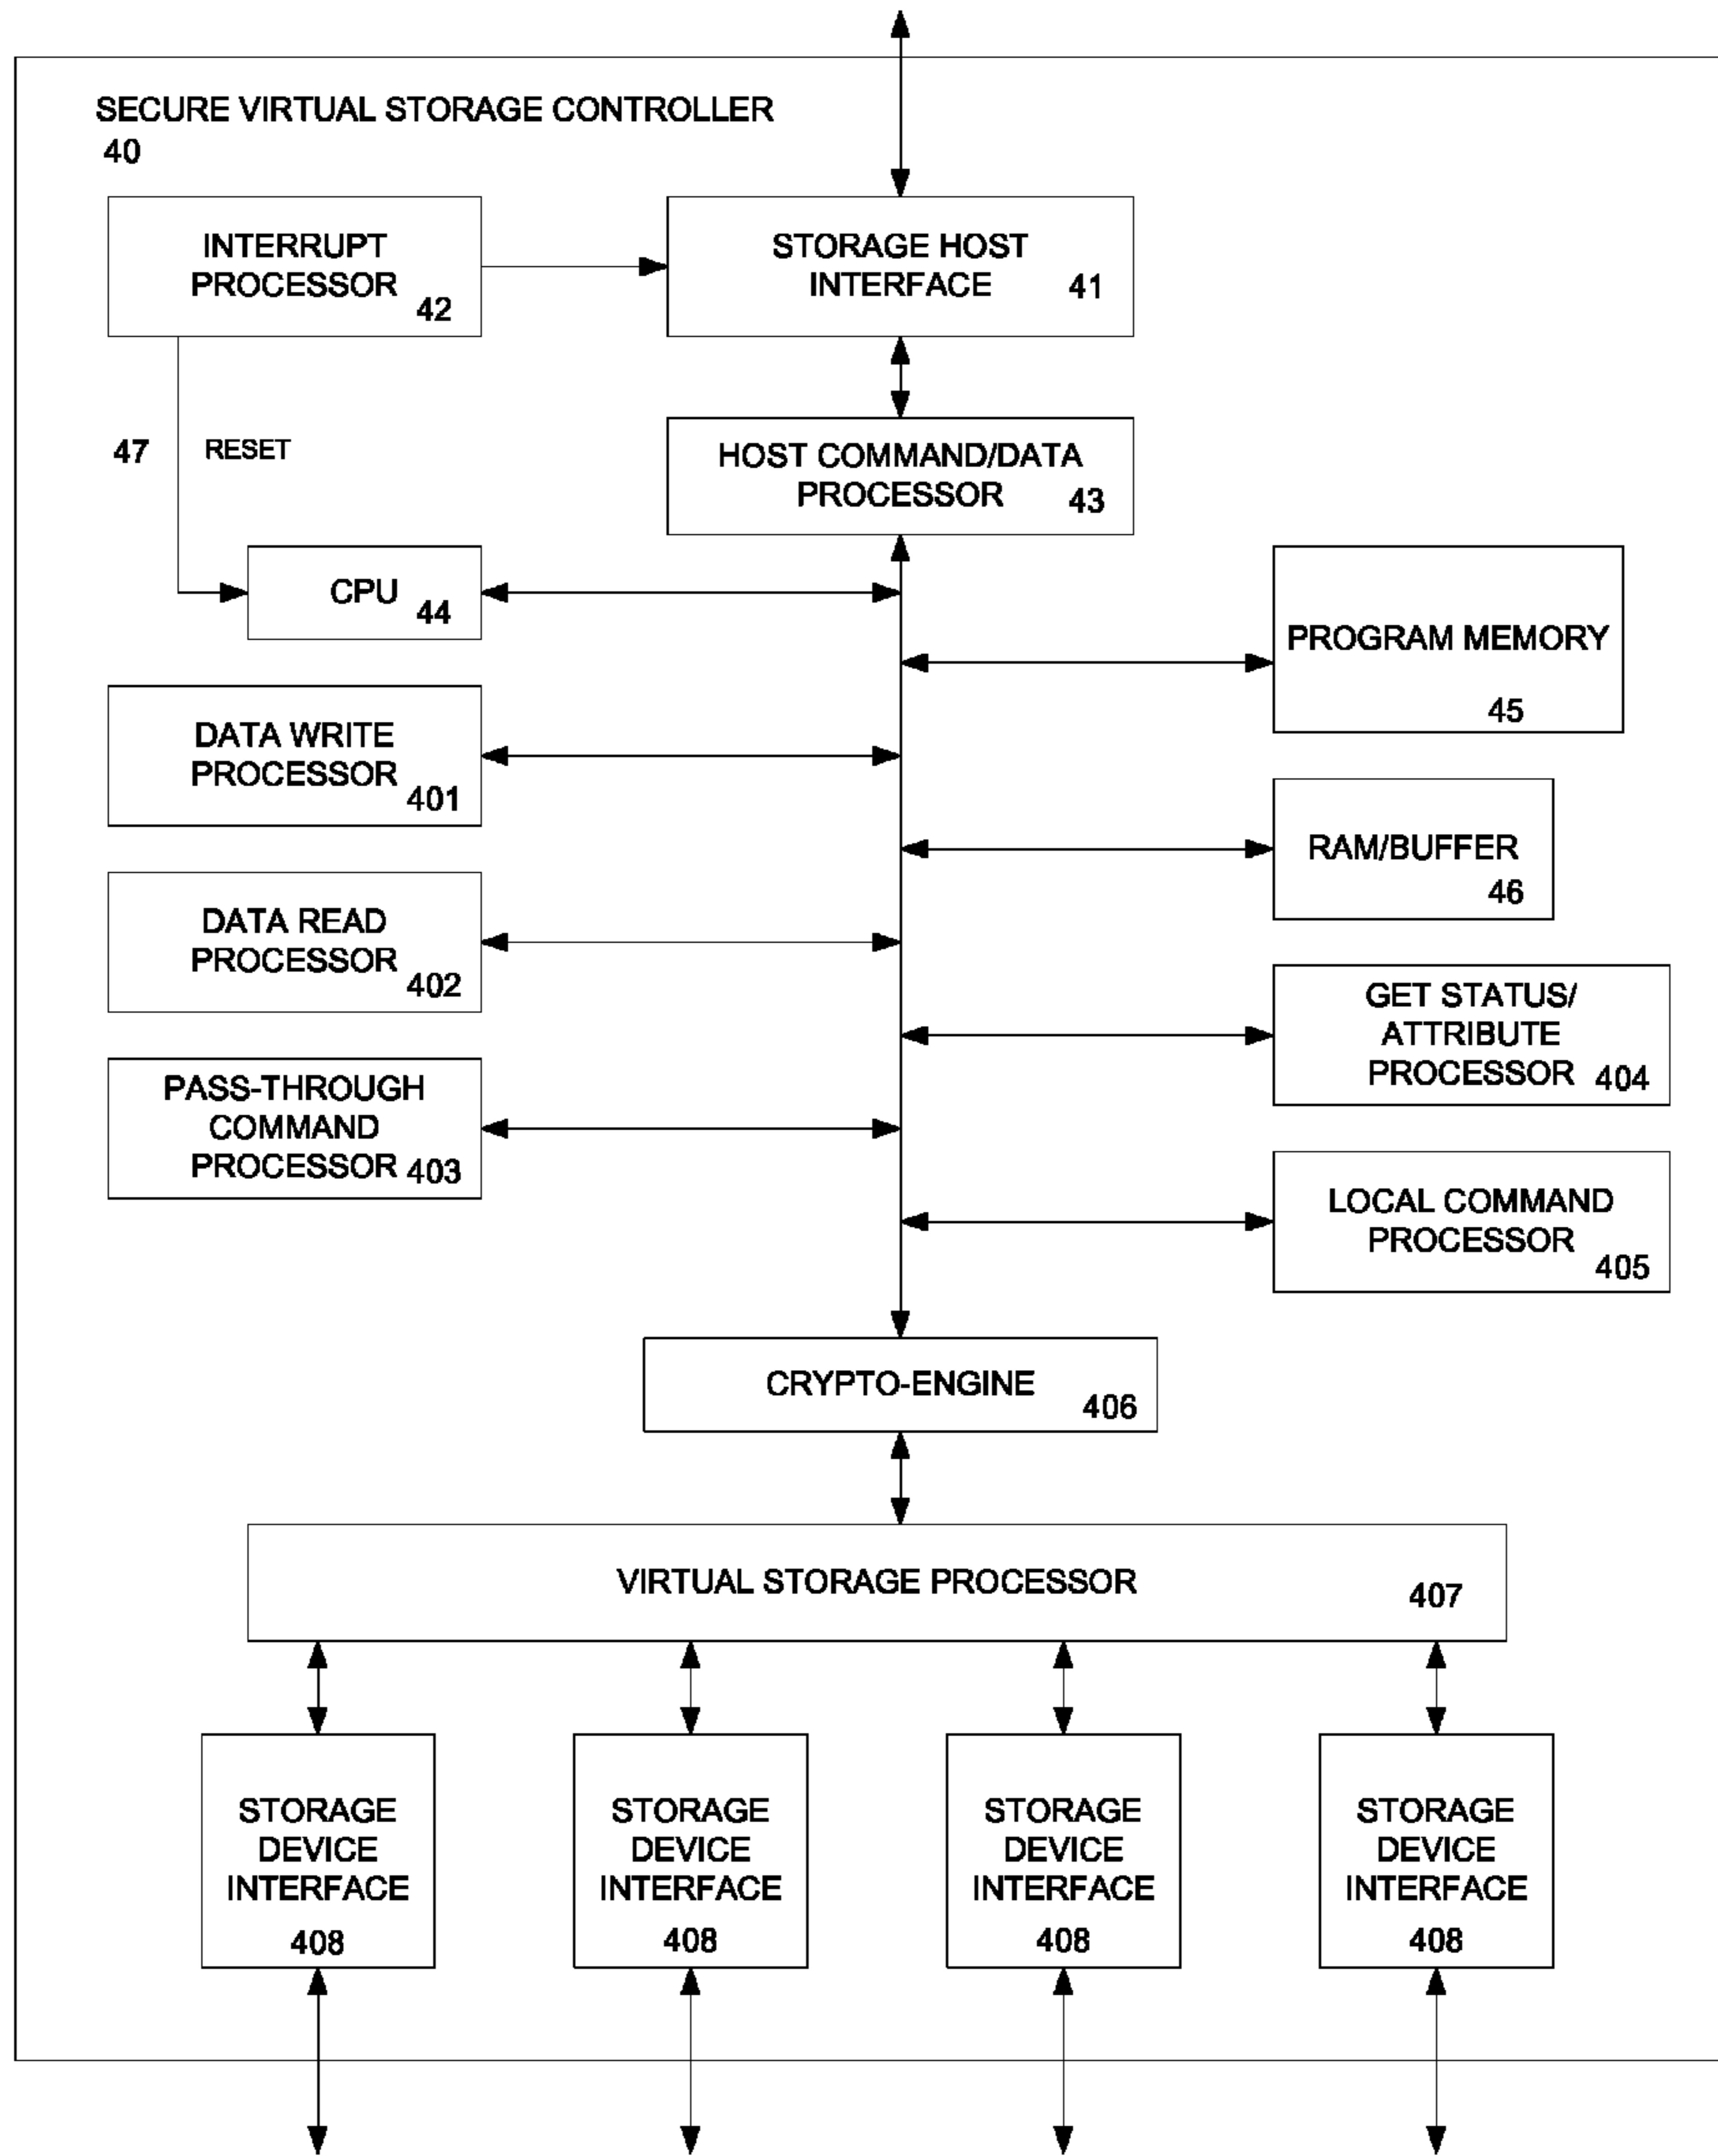 SECURE VIRTUAL STORAGE CONTROLLER
40
INTERRUPT
PROCESSOR
42
STORAGE HOST
INTERFACE
41
47
RESET
HOST COMMAND/DATA
PROCESSOR
43
CPU
44
PROGRAM MEMORY
45
DATA WRITE
PROCESSOR
401
RAM/BUFFER
46
DATA READ
PROCESSOR
402
GET STATUS/
ATTRIBUTE
PROCESSOR
404
PASS-THROUGH
COMMAND
PROCESSOR
403
LOCAL COMMAND
PROCESSOR
405
CRYPTO-ENGINE
406
VIRTUAL STORAGE PROCESSOR
407
STORAGE
DEVICE
INTERFACE
408
STORAGE
DEVICE
INTERFACE
408
STORAGE
DEVICE
INTERFACE
408
STORAGE
DEVICE
INTERFACE
408